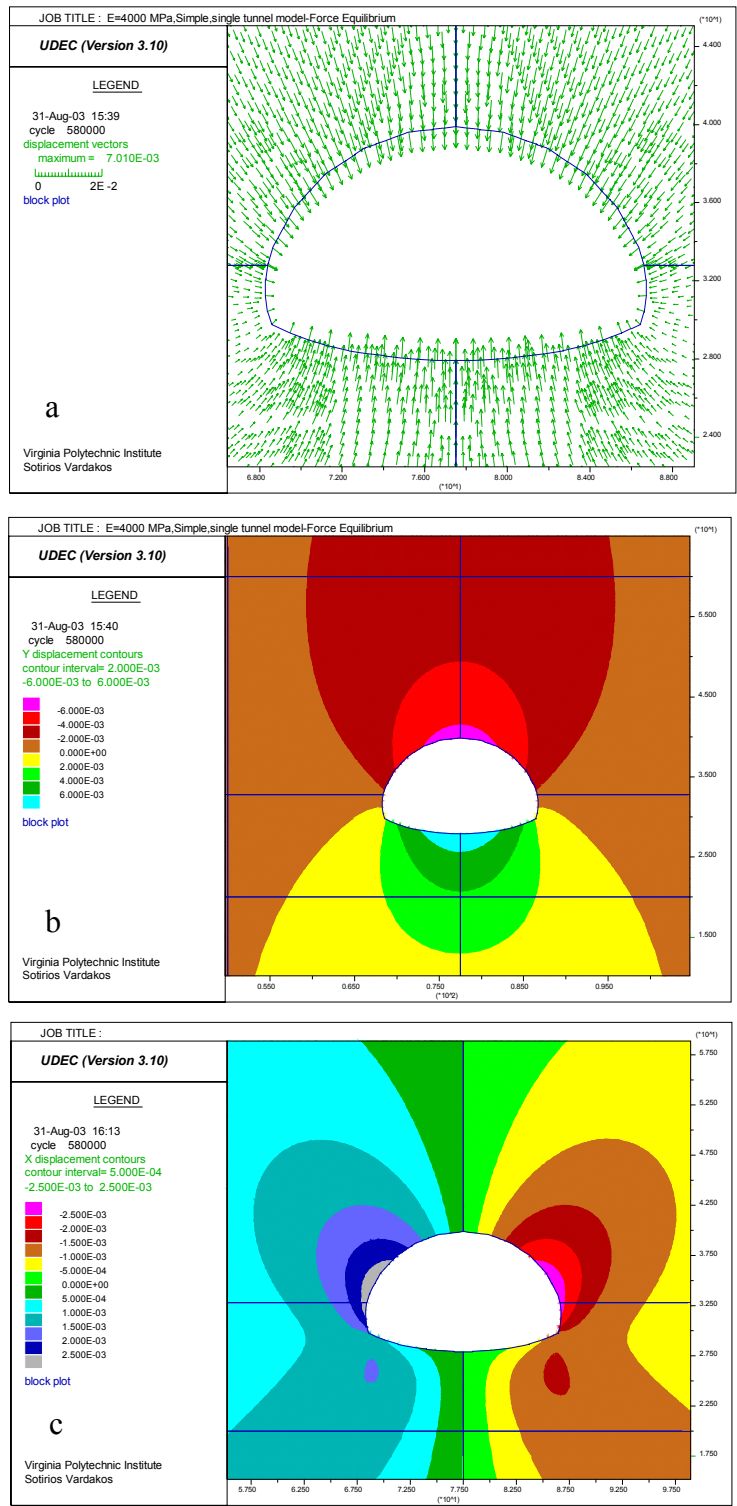 JOB TITLE : E=4000 MPa,Simple,single tunnel model-Force Equilibrium
(*10^1)
UDEC (Version 3.10)
LEGEND
31-Aug-03 15:39
cycle 580000
displacement vectors
maximum = 7.010E-03
0 2E -2
block plot
a
Virginia Polytechnic Institute
Sotirios Vardakos
4.400
4.000
3.600
3.200
2.800
2.400
6.800 7.200 7.600 8.000 8.400 8.800
(*10^1)
JOB TITLE : E=4000 MPa,Simple,single tunnel model-Force Equilibrium
(*10^1)
UDEC (Version 3.10)
LEGEND
31-Aug-03 15:40
cycle 580000
Y displacement contours
contour interval= 2.000E-03
-6.000E-03 to 6.000E-03
-6.000E-03
-4.000E-03
-2.000E-03
0.000E+00
2.000E-03
4.000E-03
6.000E-03
block plot
b
Virginia Polytechnic Institute
Sotirios Vardakos
5.500
4.500
3.500
2.500
1.500
0.550 0.650 0.750 0.850 0.950
(*10^2)
JOB TITLE :
(*10^1)
UDEC (Version 3.10)
LEGEND
31-Aug-03 16:13
cycle 580000
X displacement contours
contour interval= 5.000E-04
-2.500E-03 to 2.500E-03
-2.500E-03
-2.000E-03
-1.500E-03
-1.000E-03
-5.000E-04
0.000E+00
5.000E-04
1.000E-03
1.500E-03
2.000E-03
2.500E-03
block plot
c
Virginia Polytechnic Institute
Sotirios Vardakos
5.750
5.250
4.750
4.250
3.750
3.250
2.750
2.250
1.750
5.750 6.250 6.750 7.250 7.750 8.250 8.750 9.250 9.750
(*10^1)